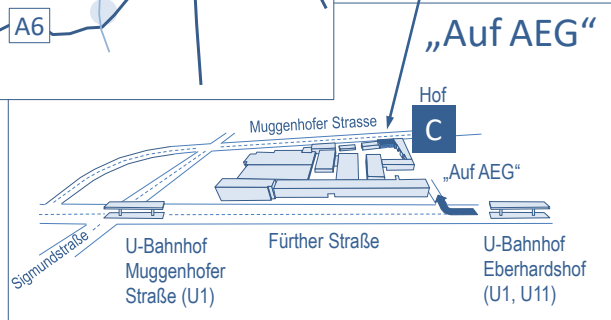 A6
„Auf AEG“
Hof
C
Muggenhofer Strasse
„Auf AEG“
Sigmundstraße
U-Bahnhof
Muggenhofer
Straße (U1)
Fürther Straße
U-Bahnhof
Eberhardshof
(U1, U11)